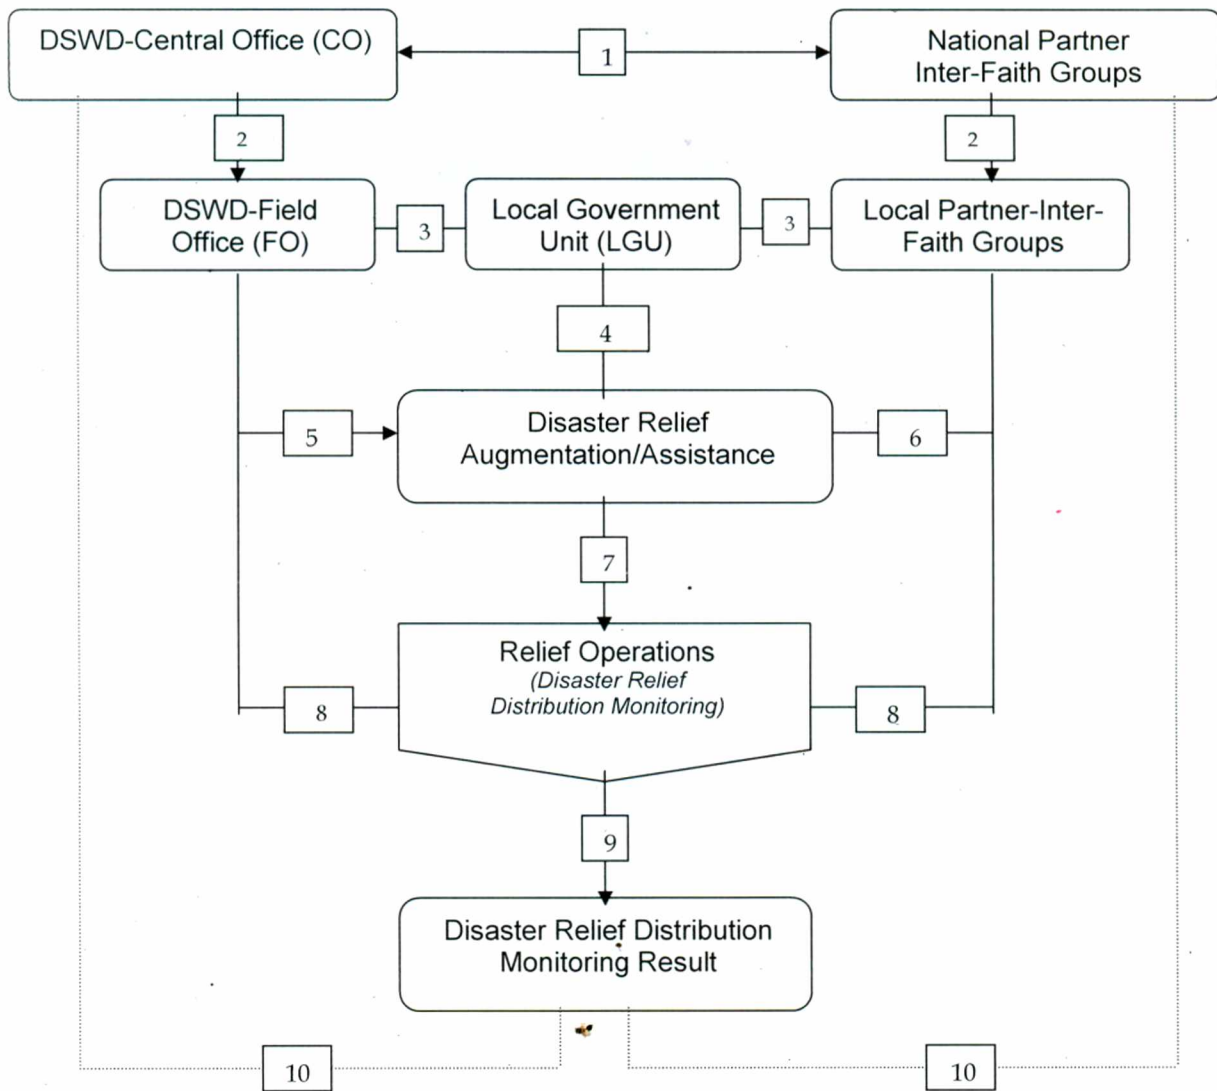 DSWD-Central Office (CO)
1
National Partner
Inter-Faith Groups
2
2
DSWD-Field
Office (FO)
3
Local Government
Unit (LGU)
3
Local Partner-Inter-
Faith Groups
4
5
Disaster Relief
Augmentation/Assistance
6
7
Relief Operations
(Disaster Relief
Distribution Monitoring)
8
8
9
Disaster Relief Distribution
Monitoring Result
10
10